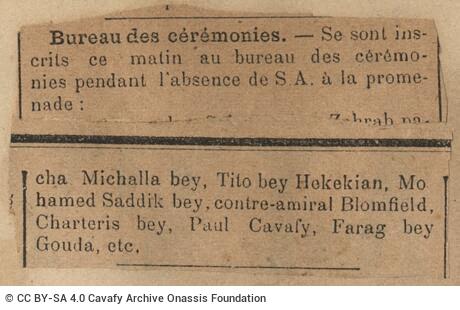 Bureau des cérémonies. — Se sont ins-
crits ce matin au bureau des cérémo-
nies pendant l'absence de S. A. à la prome-
nade :
Zehrab pa-
cha Michalla bey, Tito bey Hekekian, Mo
hamed Saddik bey, contre-amiral Blomfield,
Charteris bey, Paul Cavafy, Farag bey
Gouda, etc.
© CC BY-SA 4.0 Cavafy Archive Onassis Foundation